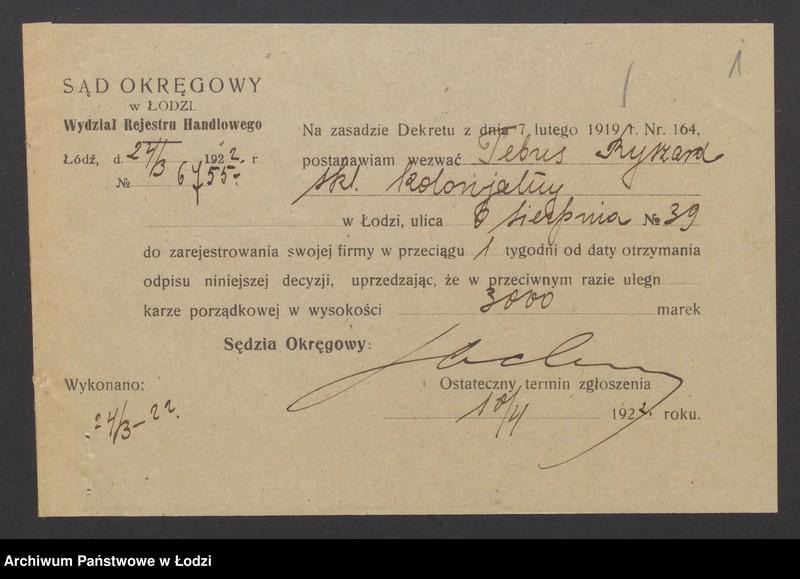 1
SĄD OKRĘGOWY
w ŁODZI.
Wydział Rejestru Handlowego
Łódź, d. 24/3 1922. r
№ 6755.
Na zasadzie Dekretu z dnia 7 lutego 1919 r. Nr. 164,
postanawiam wezwać Tebus Ryszard
skl. kolonjalny
w Łodzi, ulica 6 Sierpnia № 39
do zarejestrowania swojej firmy w przeciągu 1 tygodni od daty otrzymania
odpisu niniejszej decyzji, uprzedzając, że w przeciwnym razie ulegn
karze porządkowej w wysokości 3000 marek
Sędzia Okręgowy:
Wykonano:
24/3-22.
Ostateczny termin zgłoszenia
10/4 1922. roku.
Archiwum Państwowe w Łodzi